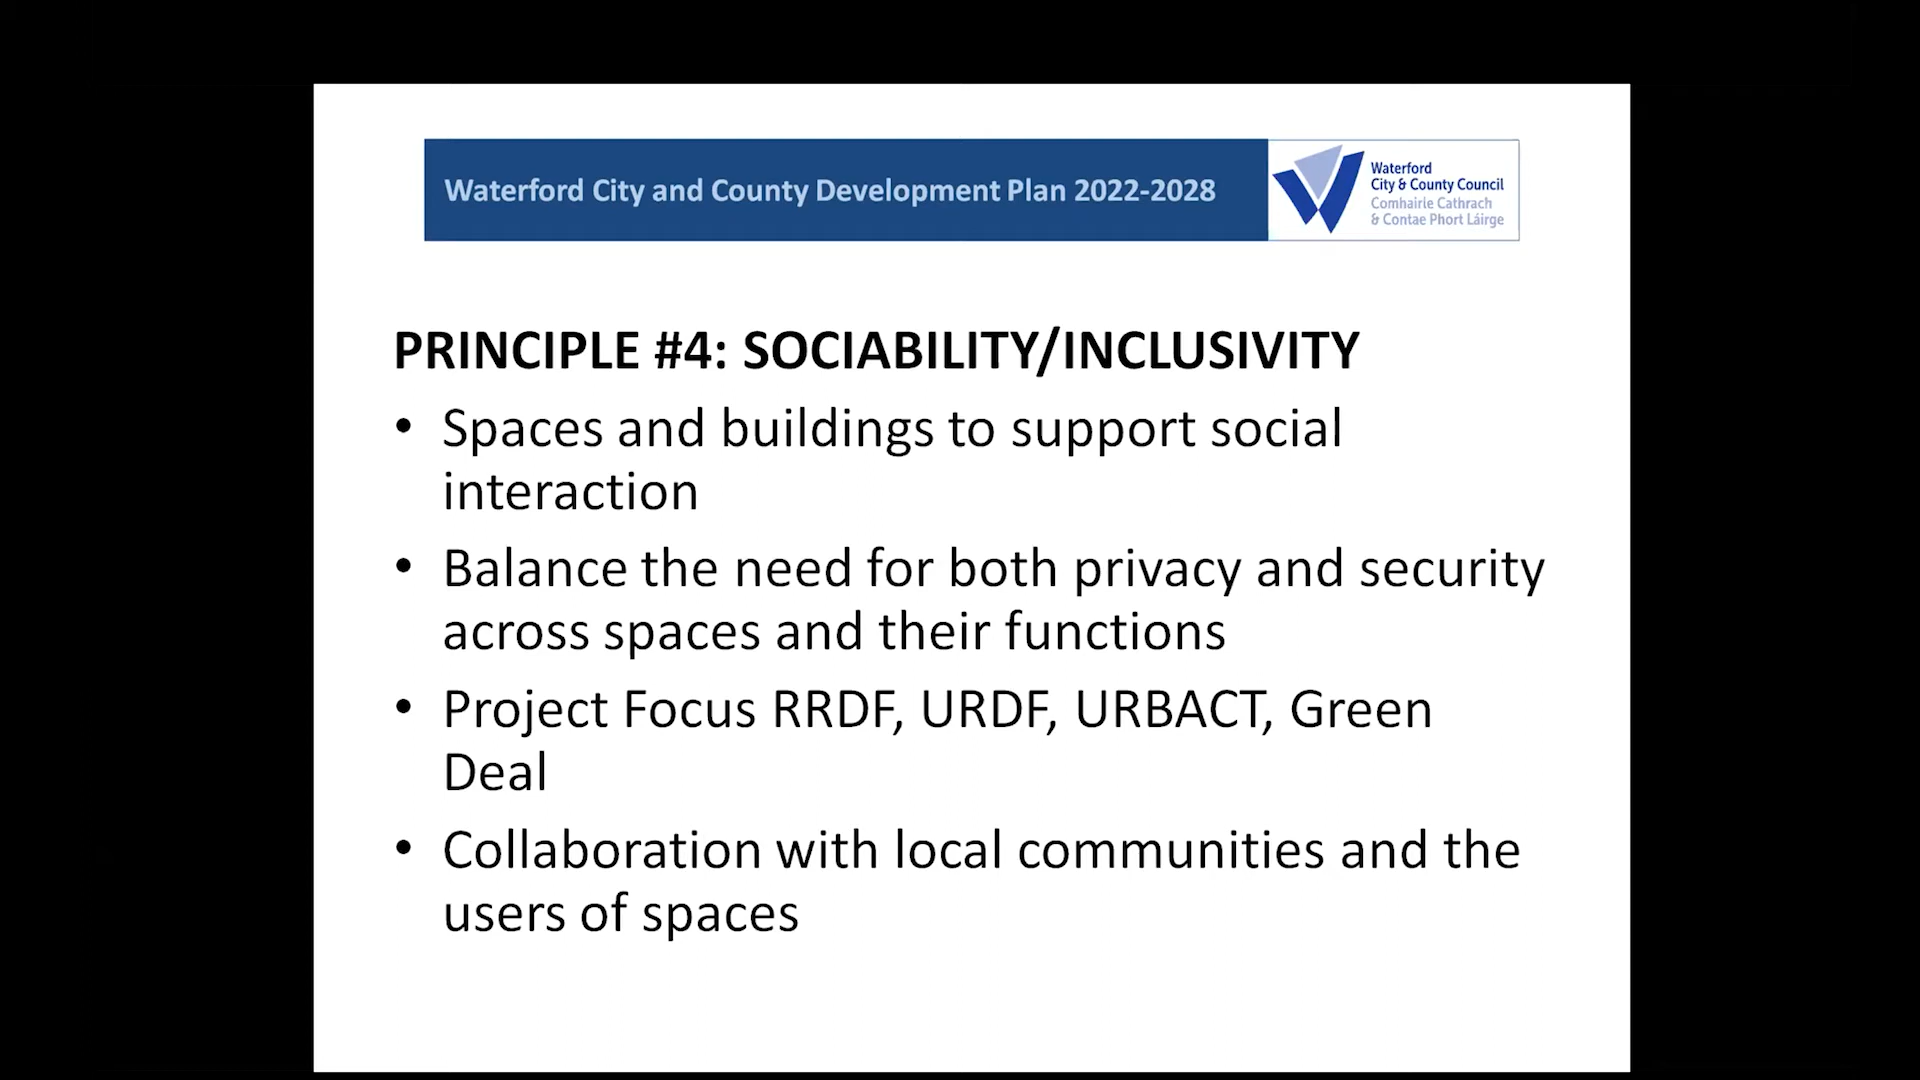 Waterford City and County Development Plan 2022-2028
Waterford
City & County Council
Comhairle Cathrach
& Contae Phort Láirge
PRINCIPLE #4: SOCIABILITY/INCLUSIVITY
• Spaces and buildings to support social
interaction
• Balance the need for both privacy and security
across spaces and their functions
• Project Focus RRDF, URDF, URBACT, Green
Deal
• Collaboration with local communities and the
users of spaces